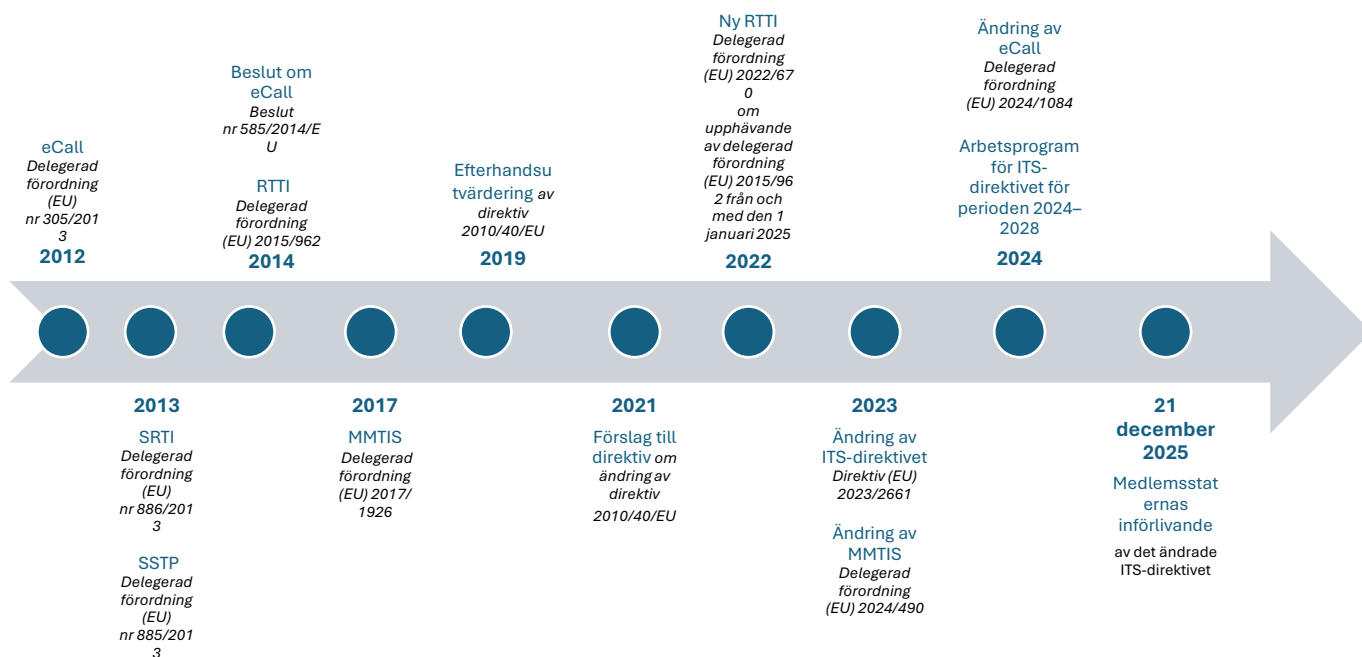 eCall
Delegerad
förordning
(EU)
nr 305/201
3
2012
Beslut om
eCall
Beslut
nr 585/2014/E
U
RTTI
Delegerad
förordning
(EU) 2015/962
2014
Efterhandsu
tvärdering av
direktiv
2010/40/EU
2019
Ny RTTI
Delegerad
förordning
(EU) 2022/67
0
om
upphävande
av delegerad
förordning
(EU) 2015/96
2 från och
med den 1
januari 2025
2022
Ändring av
eCall
Delegerad
förordning
(EU) 2024/1084
Arbetsprogram
för ITS-
direktivet för
perioden 2024–
2028
2024
2013
SRTI
Delegerad
förordning
(EU)
nr 886/201
3
SSTP
Delegerad
förordning
(EU)
nr 885/201
3
2017
MMTIS
Delegerad
förordning
(EU) 2017/
1926
2021
Förslag till
direktiv om
ändring av
direktiv
2010/40/EU
2023
Ändring av
ITS-direktivet
Direktiv (EU)
2023/2661
Ändring av
MMTIS
Delegerad
förordning
(EU) 2024/490
21
december
2025
Medlemsstat
ernas
införlivande
av det ändrade
ITS-direktivet